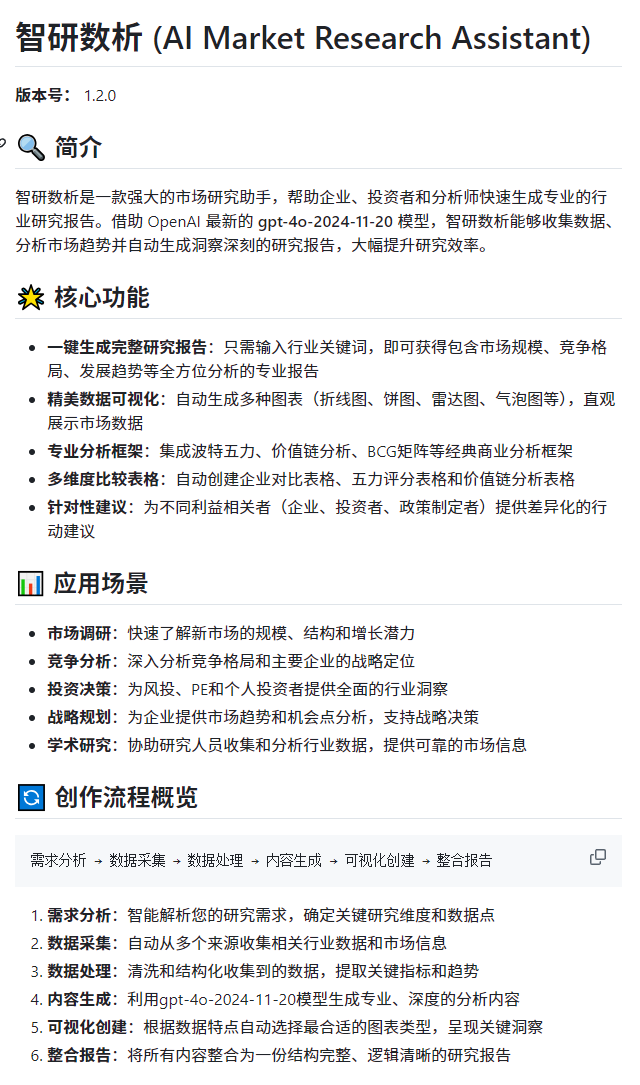 智研数析 (AI Market Research Assistant)
版本号： 1.2.0
🔍 简介
智研数析是一款强大的市场研究助手，帮助企业、投资者和分析师快速生成专业的行
业研究报告。借助 OpenAI 最新的 gpt-4o-2024-11-20 模型，智研数析能够收集数据、
分析市场趋势并自动生成洞察深刻的研究报告，大幅提升研究效率。
🌟 核心功能
• 一键生成完整研究报告：只需输入行业关键词，即可获得包含市场规模、竞争格
局、发展趋势等全方位分析的专业报告
• 精美数据可视化：自动生成多种图表（折线图、饼图、雷达图、气泡图等），直观
展示市场数据
• 专业分析框架：集成波特五力、价值链分析、BCG矩阵等经典商业分析框架
• 多维度比较表格：自动创建企业对比表格、五力评分表格和价值链分析表格
• 针对性建议：为不同利益相关者（企业、投资者、政策制定者）提供差异化的行
动建议
📊 应用场景
• 市场调研：快速了解新市场的规模、结构和增长潜力
• 竞争分析：深入分析竞争格局和主要企业的战略定位
• 投资决策：为风投、PE和个人投资者提供全面的行业洞察
• 战略规划：为企业提供市场趋势和机会点分析，支持战略决策
• 学术研究：协助研究人员收集和分析行业数据，提供可靠的市场信息
🔄 创作流程概览
需求分析 → 数据采集 → 数据处理 → 内容生成 → 可视化创建 → 整合报告
1. 需求分析：智能解析您的研究需求，确定关键研究维度和数据点
2. 数据采集：自动从多个来源收集相关行业数据和市场信息
3. 数据处理：清洗和结构化收集到的数据，提取关键指标和趋势
4. 内容生成：利用gpt-4o-2024-11-20模型生成专业、深度的分析内容
5. 可视化创建：根据数据特点自动选择最合适的图表类型，呈现关键洞察
6. 整合报告：将所有内容整合为一份结构完整、逻辑清晰的研究报告